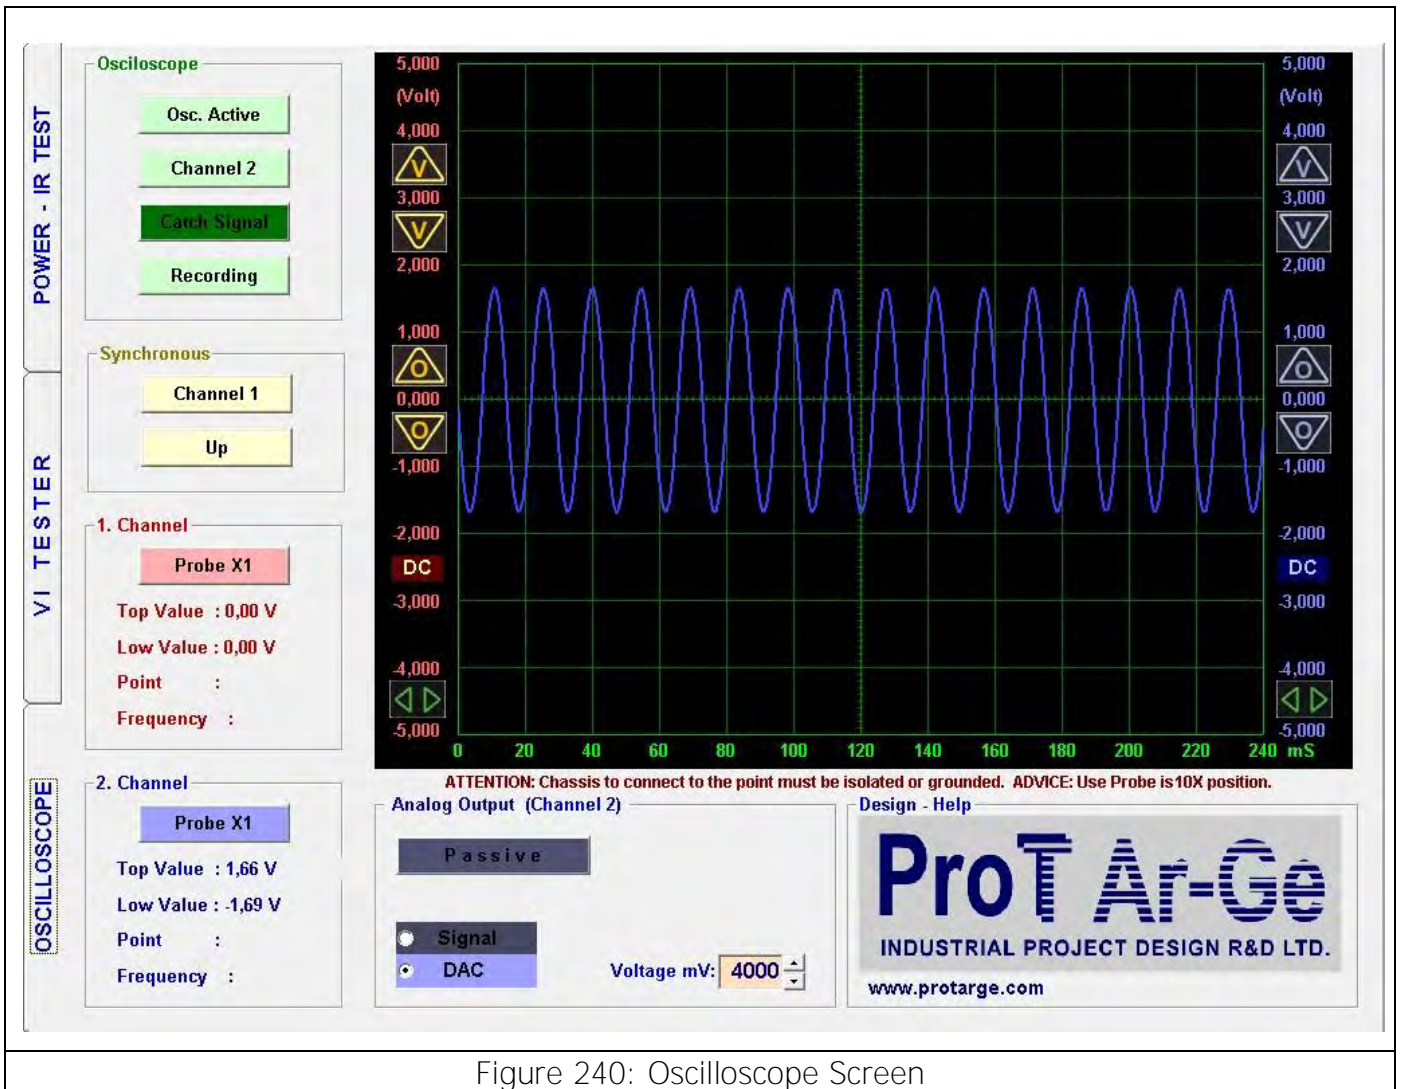 POWER - IR TEST
VI TESTER
OSCILLOSCOPE
Osciloscope
Osc. Active
Channel 2
Catch Signal
Recording
Synchronous
Channel 1
Up
1. Channel
Probe X1
Top Value : 0,00 V
Low Value : 0,00 V
Point :
Frequency :
2. Channel
Probe X1
Top Value : 1,66 V
Low Value : -1,69 V
Point :
Frequency :
5,000
(Volt)
4,000
V
3,000
V
2,000
1,000
O
0,000
O
-1,000
-2,000
DC
-3,000
-4,000
-5,000
5,000
(Volt)
4,000
V
3,000
V
2,000
1,000
O
0,000
O
-1,000
-2,000
DC
-3,000
-4,000
-5,000
0 20 40 60 80 100 120 140 160 180 200 220 240 mS
ATTENTION: Chassis to connect to the point must be isolated or grounded. ADVICE: Use Probe is10X position.
Analog Output (Channel 2)
Passive
Signal
DAC
Voltage mV: 4000
Design - Help
ProT Ar-Ge
INDUSTRIAL PROJECT DESIGN R&D LTD.
www.protarge.com
Figure 240: Oscilloscope Screen